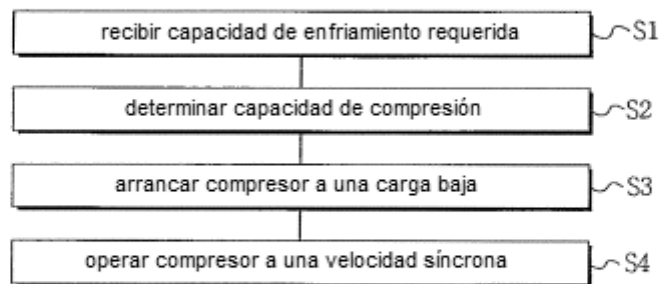 recibir capacidad de enfriamiento requerida S1
determinar capacidad de compresión S2
arrancar compresor a una carga baja S3
operar compresor a una velocidad síncrona S4